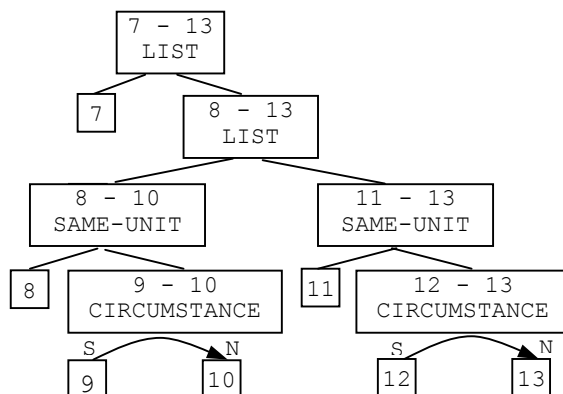 7 - 13
LIST
7
8 - 13
LIST
8 - 10
SAME-UNIT
11 - 13
SAME-UNIT
8
9 - 10
CIRCUMSTANCE
11
12 - 13
CIRCUMSTANCE
S N
S N
9
10
12
13